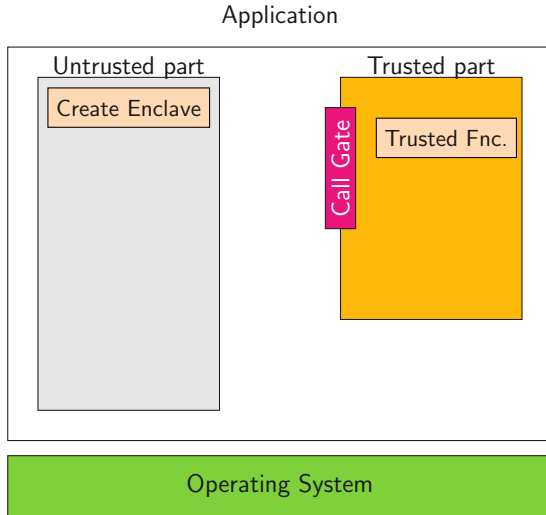 Application
Untrusted part
Trusted part
Create Enclave
Call Gate
Trusted Fnc.
Operating System